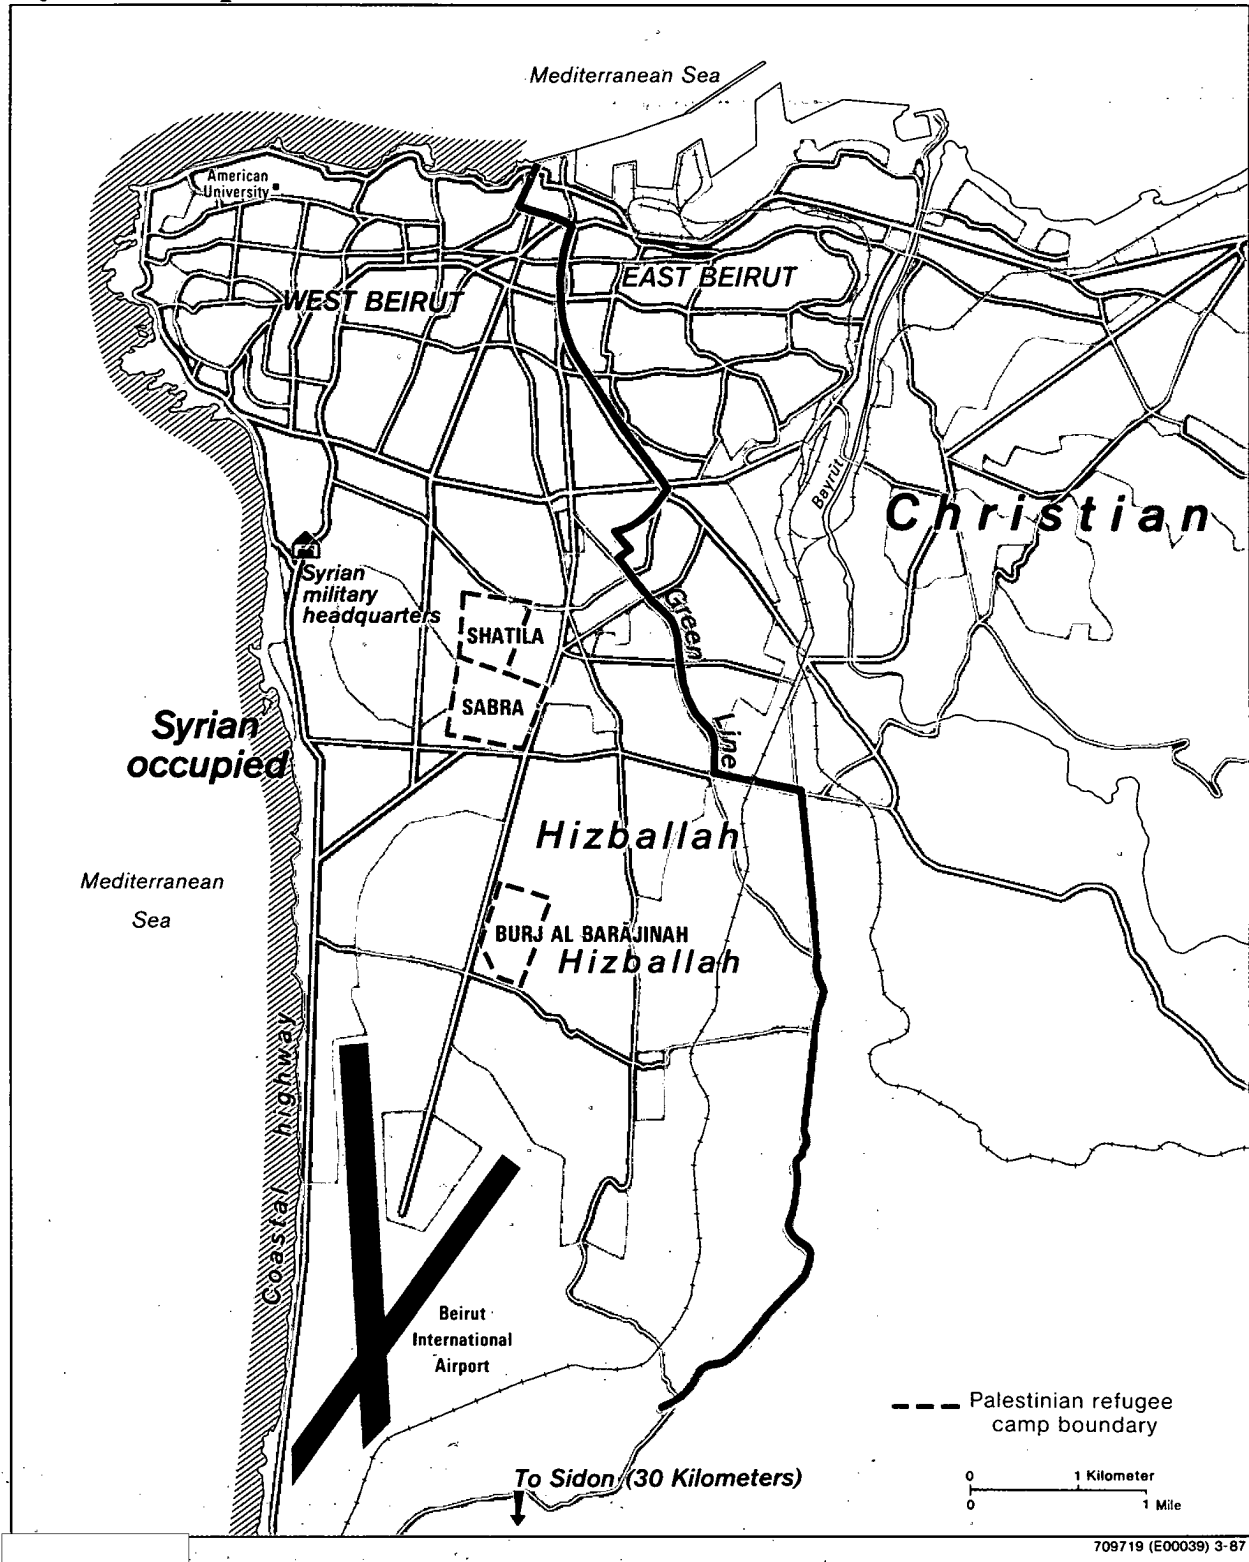 Mediterranean Sea
American
University
EAST BEIRUT
WEST BEIRUT
Bayrūt
Christian
Syrian
military
headquarters
Green
Line
SHATILA
SABRA
Syrian
occupied
Hizballah
Mediterranean
Sea
BURJ AL BARĀJINAH
Hizballah
Coastal highway
Beirut
International
Airport
Palestinian refugee
camp boundary
To Sidon (30 Kilometers)
0 1 Kilometer
0 1 Mile
709719 (E00039) 3-87